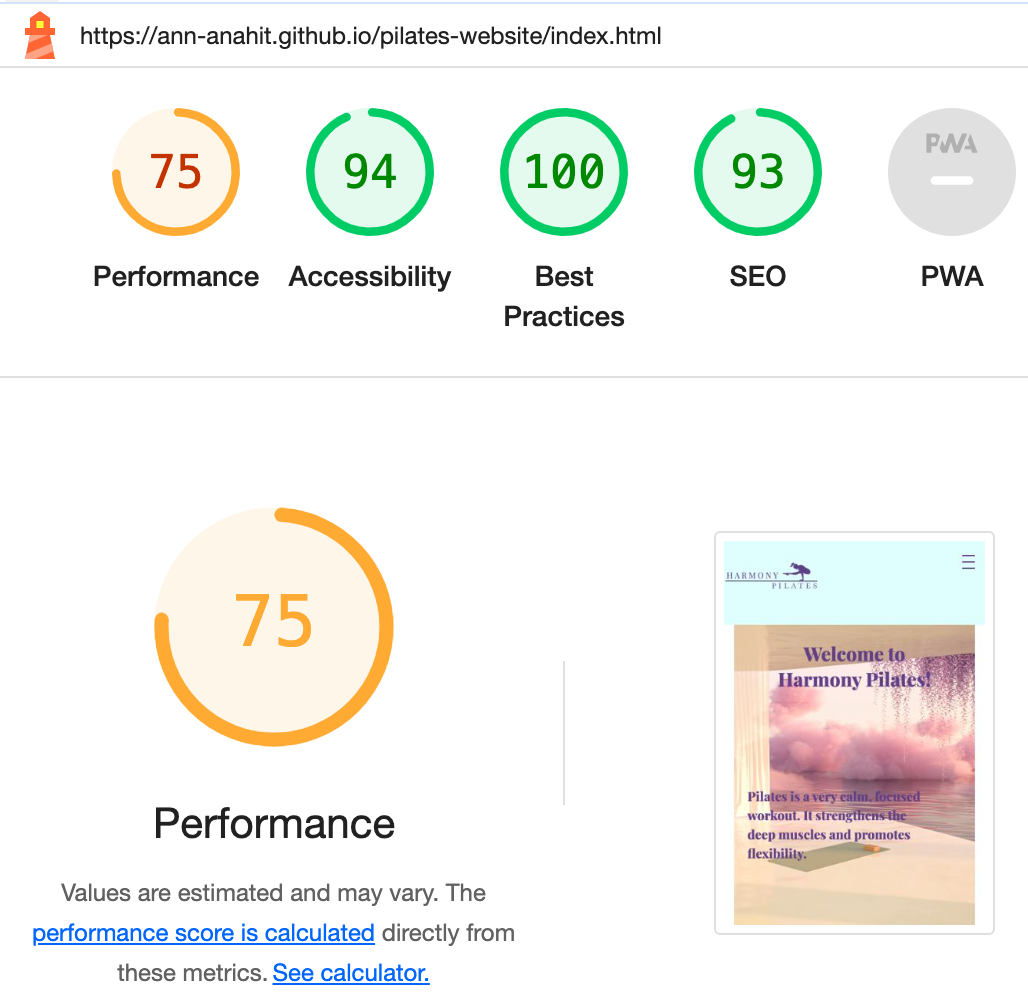 https://ann-anahit.github.io/pilates-website/index.html
75
94
100
93
PWA
Performance
Accessibility
Best
Practices
SEO
PWA
75
Performance
Values are estimated and may vary. The
performance score is calculated directly from
these metrics. See calculator.
HARMONY
PILATES
Welcome to
Harmony Pilates!
Pilates is a very calm, focused
workout. It strengthens the
deep muscles and promotes
flexibility.